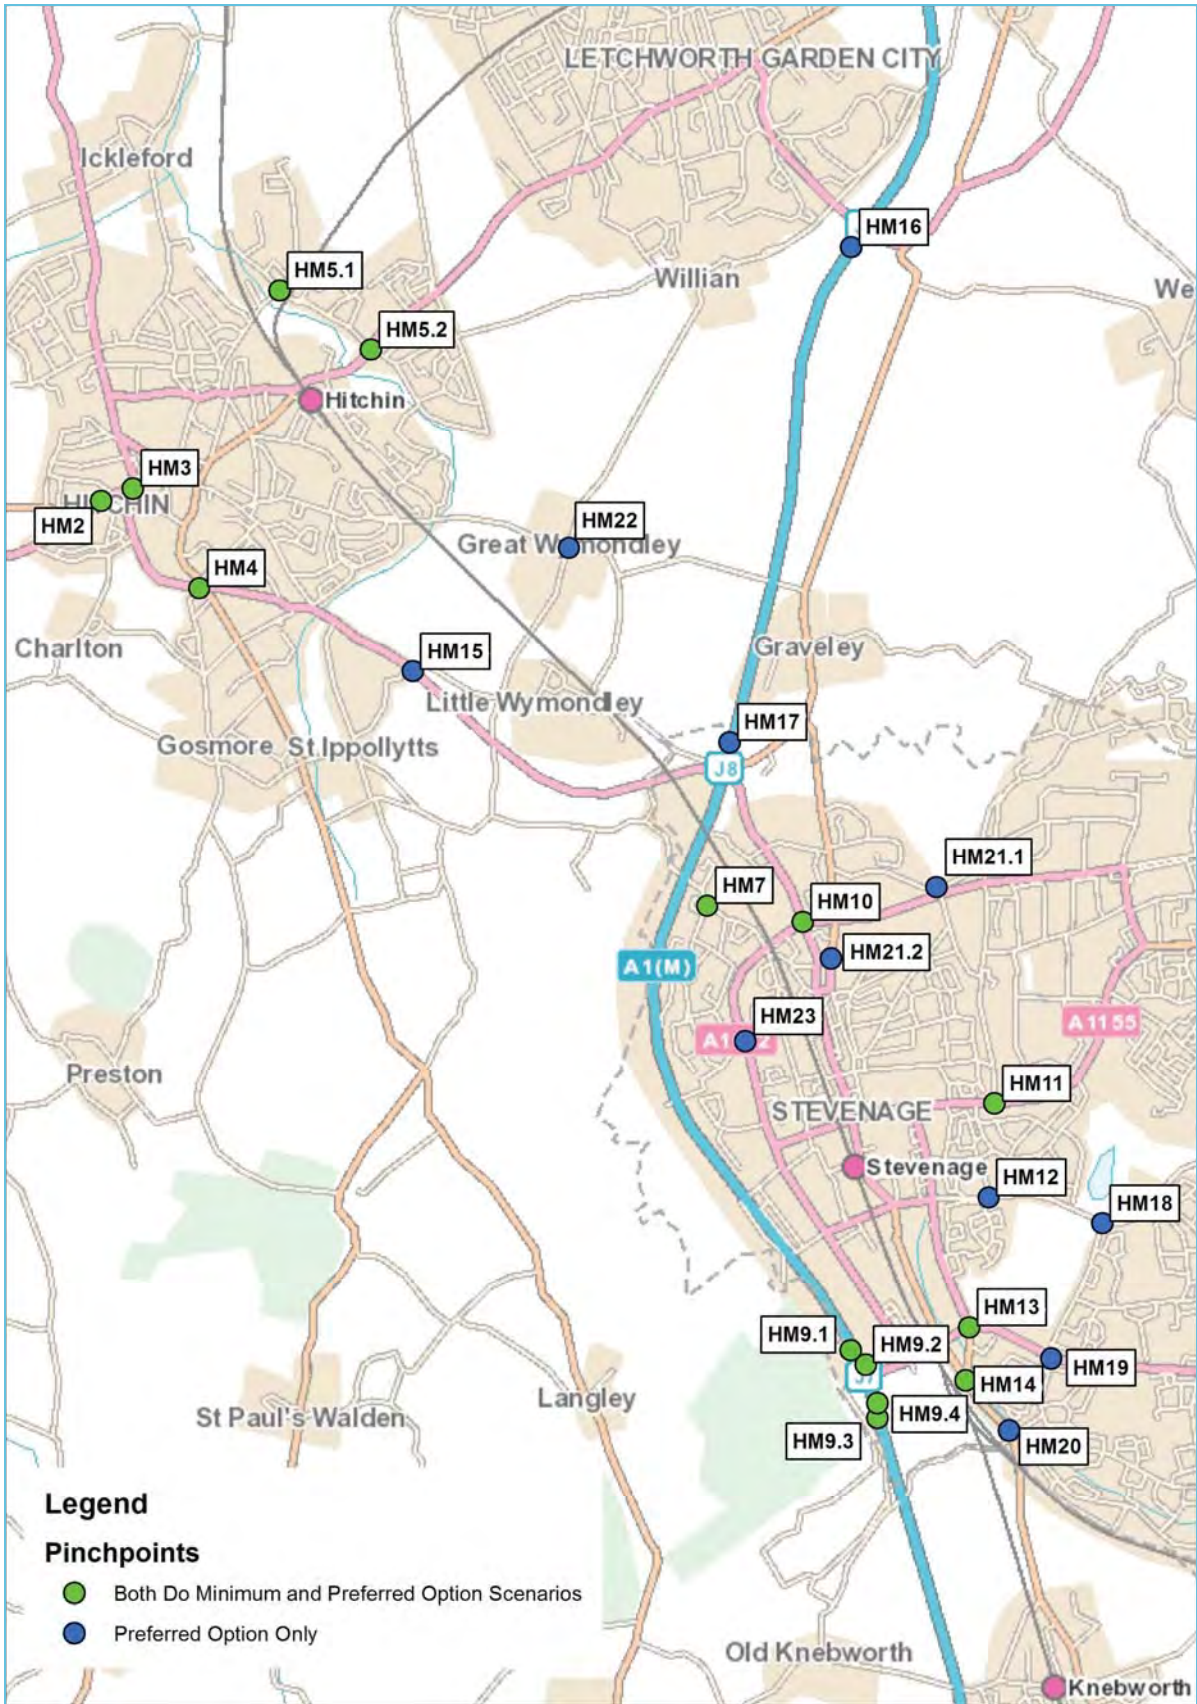 LETCHWORTH GARDEN CITY
Ickleford
HM16
HM5.1
Willian
We
HM5.2
Hitchin
HM3
HITCHIN
HM2
HM22
Great Wymondley
HM4
Charlton
Graveley
HM15
Little Wymondley
HM17
Gosmore
St Ippollytts
J8
HM21.1
HM7
HM10
HM21.2
A1(M)
HM23
A1155
Preston
HM11
STEVENAGE
Stevenage
HM12
HM18
HM13
HM9.1
HM9.2
HM19
J7
HM14
Langley
HM9.4
St Paul's Walden
HM9.3
HM20
Legend
Pinchpoints
Both Do Minimum and Preferred Option Scenarios
Preferred Option Only
Old Knebworth
Knebworth